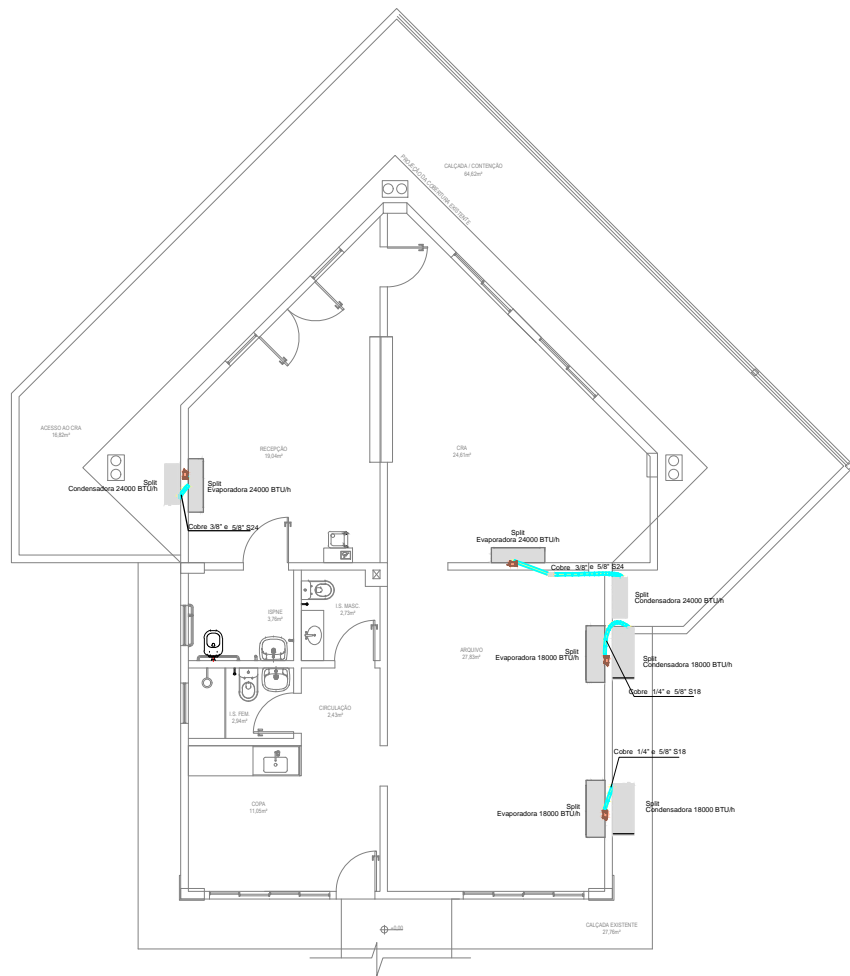 CALÇADA / CONTENÇÃO
64,62m²
PROJEÇÃO DA COBERTURA EXISTENTE
ACESSO AO CRA
16,82m²
RECEPÇÃO
19,04m²
CRA
24,61m²
Split
Condensadora 24000 BTU/h
Split
Evaporadora 24000 BTU/h
Cobre 3/8" e 5/8" S24
Split
Evaporadora 24000 BTU/h
Cobre 3/8" e 5/8" S24
Split
Condensadora 24000 BTU/h
ISPNE
3,76m²
I.S. MASC.
2,73m²
ARQUIVO
27,83m²
Split
Evaporadora 18000 BTU/h
Split
Condensadora 18000 BTU/h
Cobre 1/4" e 5/8" S18
I.S. FEM.
2,94m²
CIRCULAÇÃO
2,43m²
Cobre 1/4" e 5/8" S18
COPA
11,05m²
Split
Evaporadora 18000 BTU/h
Split
Condensadora 18000 BTU/h
CALÇADA EXISTENTE
27,76m²
+0,00